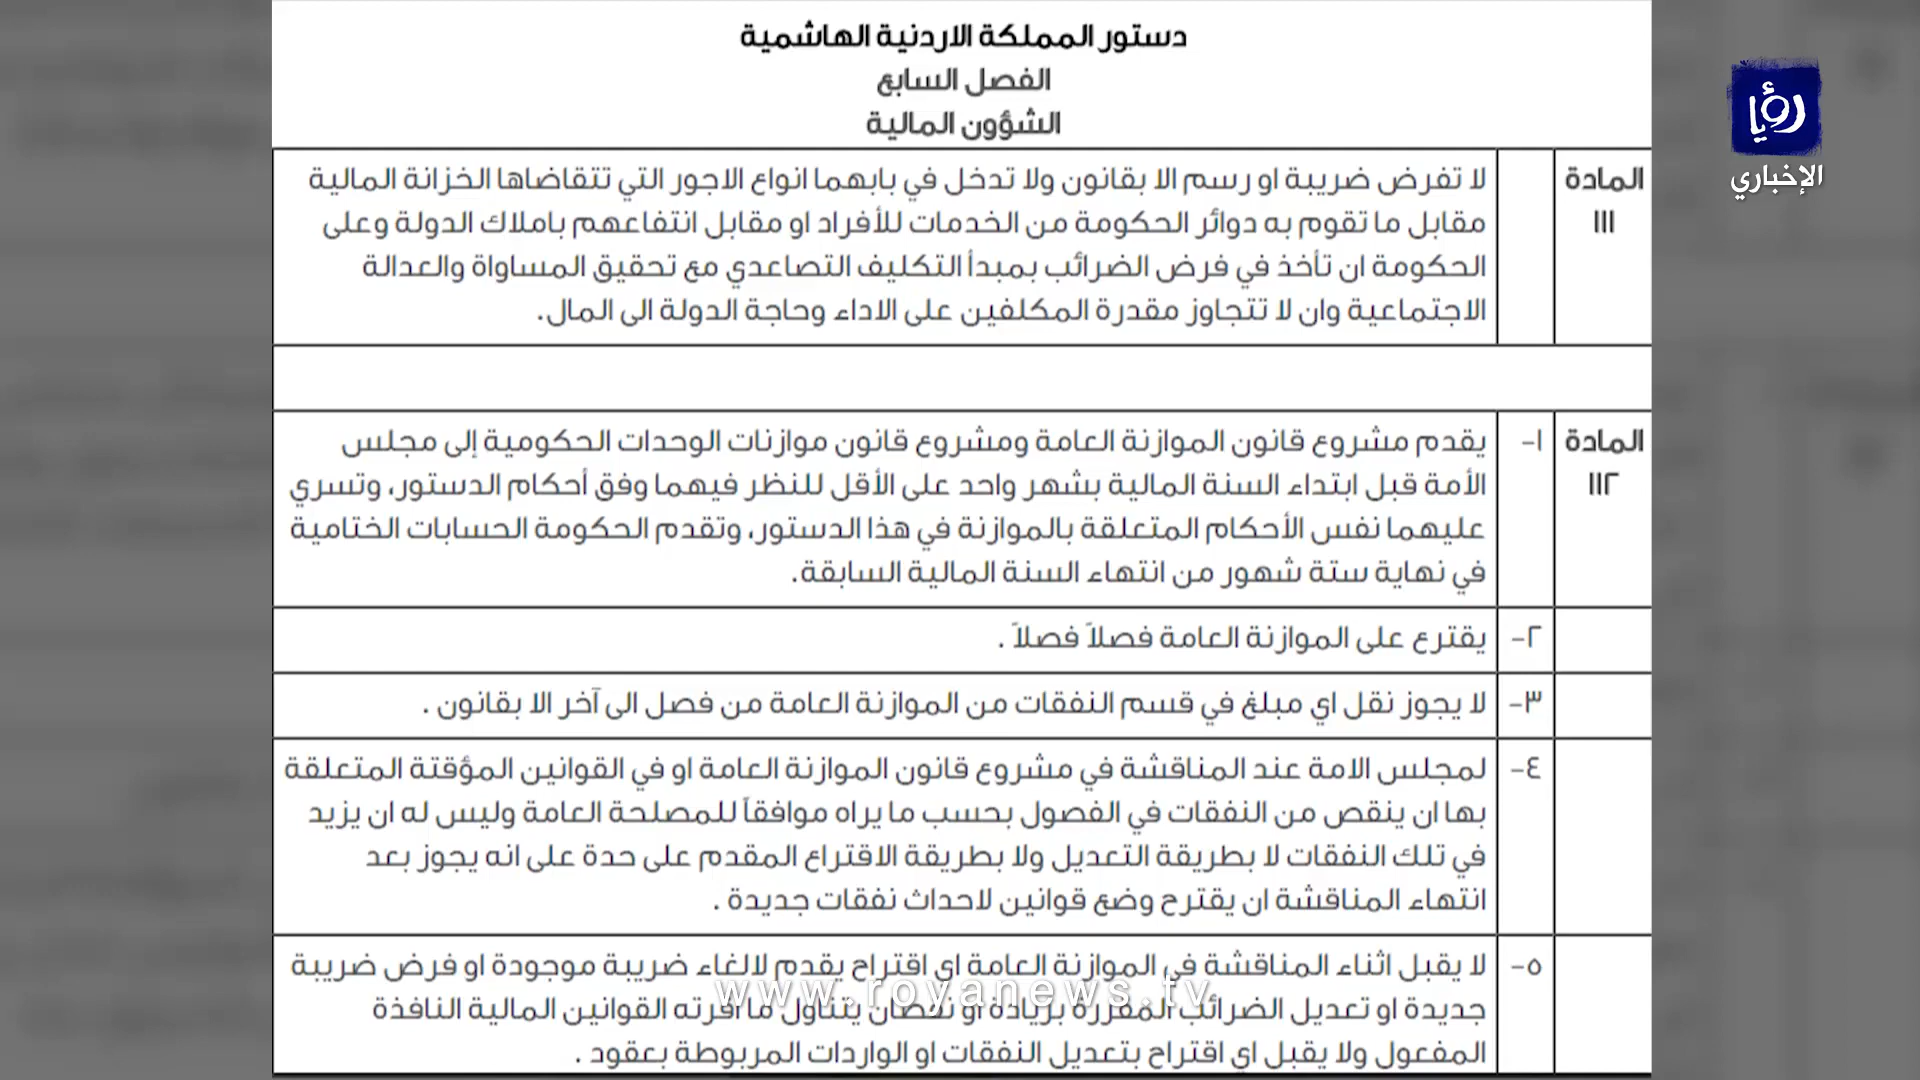 دستور المملكة الاردنية الهاشمية
الفصل السابع
الشؤون المالية
رؤيا
الإخباري
المادة ١١١
لا تفرض ضريبة او رسم الا بقانون ولا تدخل في بابهما انواع الاجور التي تتقاضاها الخزانة المالية
مقابل ما تقوم به دوائر الحكومة من الخدمات للأفراد او مقابل انتفاعهم باملاك الدولة وعلى
الحكومة ان تأخذ في فرض الضرائب بمبدأ التكليف التصاعدي مع تحقيق المساواة والعدالة
الاجتماعية وان لا تتجاوز مقدرة المكلفين على الاداء وحاجة الدولة الى المال.
المادة ١١٢
١- يقدم مشروع قانون الموازنة العامة ومشروع قانون موازنات الوحدات الحكومية إلى مجلس
الأمة قبل ابتداء السنة المالية بشهر واحد على الأقل للنظر فيهما وفق أحكام الدستور، وتسري
عليهما نفس الأحكام المتعلقة بالموازنة في هذا الدستور، وتقدم الحكومة الحسابات الختامية
في نهاية ستة شهور من انتهاء السنة المالية السابقة.
٢- يقترع على الموازنة العامة فصلاً فصلاً .
٣- لا يجوز نقل اي مبلغ في قسم النفقات من الموازنة العامة من فصل الى آخر الا بقانون .
٤- لمجلس الامة عند المناقشة في مشروع قانون الموازنة العامة او في القوانين المؤقتة المتعلقة
بها ان ينقص من النفقات في الفصول بحسب ما يراه موافقاً للمصلحة العامة وليس له ان يزيد
في تلك النفقات لا بطريقة التعديل ولا بطريقة الاقتراع المقدم على حدة على انه يجوز بعد
انتهاء المناقشة ان يقترح وضع قوانين لاحداث نفقات جديدة .
٥- لا يقبل اثناء المناقشة في الموازنة العامة اي اقتراح يقدم لالغاء ضريبة موجودة او فرض ضريبة
جديدة او تعديل الضرائب المقررة بزيادة او نقصان يتناول ما اقرته القوانين المالية النافذة
المفعول ولا يقبل اي اقتراح بتعديل النفقات او الواردات المربوطة بعقود .
www.royanews.tv